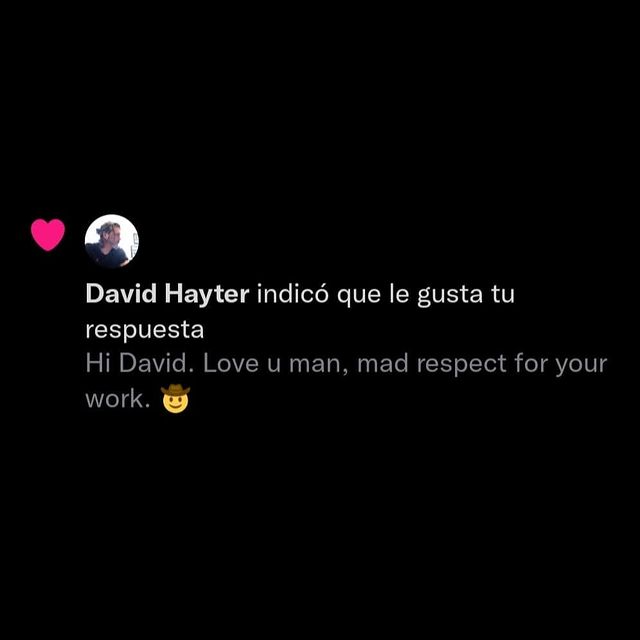 David Hayter indicó que le gusta tu
respuesta
Hi David. Love u man, mad respect for your
work. 🤠